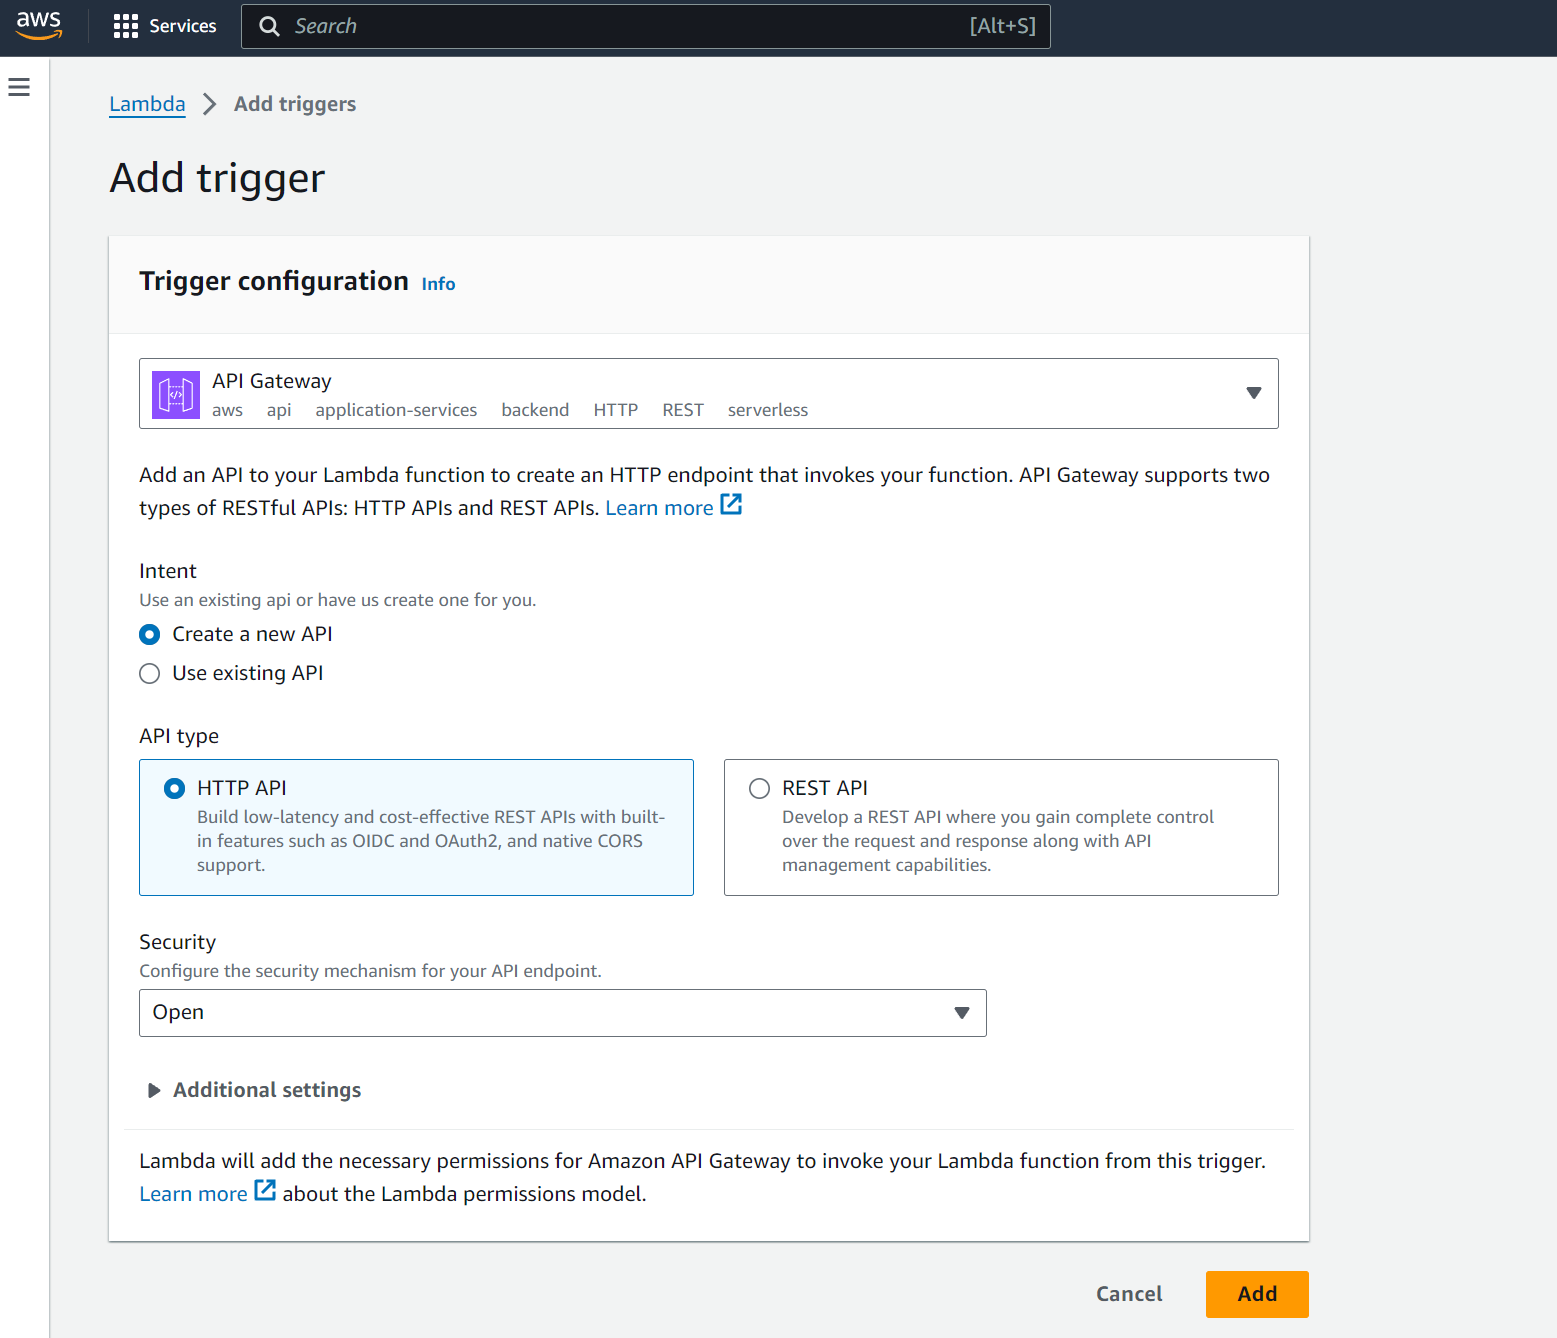 aws
Services
Search
[Alt+S]
Lambda
Add triggers
Add trigger
Trigger configuration Info
API Gateway
aws api application-services backend HTTP REST serverless
Add an API to your Lambda function to create an HTTP endpoint that invokes your function. API Gateway supports two
types of RESTful APIs: HTTP APIs and REST APIs. Learn more
Intent
Use an existing api or have us create one for you.
Create a new API
Use existing API
API type
HTTP API
Build low-latency and cost-effective REST APIs with built-
in features such as OIDC and OAuth2, and native CORS
support.
REST API
Develop a REST API where you gain complete control
over the request and response along with API
management capabilities.
Security
Configure the security mechanism for your API endpoint.
Open
Additional settings
Lambda will add the necessary permissions for Amazon API Gateway to invoke your Lambda function from this trigger.
Learn more about the Lambda permissions model.
Cancel
Add